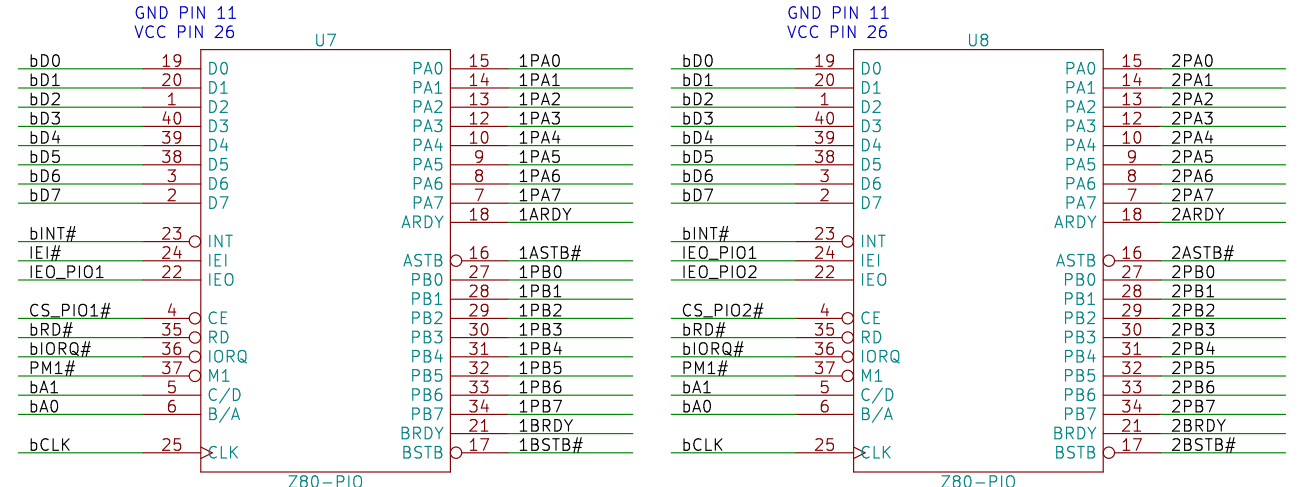 GND PIN 11
VCC PIN 26
U7
bD0 19 D0 PA0 15 1PA0
bD1 20 D1 PA1 14 1PA1
bD2 1 D2 PA2 13 1PA2
bD3 40 D3 PA3 12 1PA3
bD4 39 D4 PA4 10 1PA4
bD5 38 D5 PA5 9 1PA5
bD6 3 D6 PA6 8 1PA6
bD7 2 D7 PA7 7 1PA7
ARDY 18 1ARDY
bINT# 23 INT
IEI# 24 IEI ASTB 16 1ASTB#
IEO_PIO1 22 IEO PB0 27 1PB0
PB1 28 1PB1
CS_PIO1# 4 CE PB2 29 1PB2
bRD# 35 RD PB3 30 1PB3
bIORQ# 36 IORQ PB4 31 1PB4
PM1# 37 M1 PB5 32 1PB5
bA1 5 C/D PB6 33 1PB6
bA0 6 B/A PB7 34 1PB7
BRDY 21 1BRDY
bCLK 25 CLK BSTB 17 1BSTB#
Z80-PIO
GND PIN 11
VCC PIN 26
U8
bD0 19 D0 PA0 15 2PA0
bD1 20 D1 PA1 14 2PA1
bD2 1 D2 PA2 13 2PA2
bD3 40 D3 PA3 12 2PA3
bD4 39 D4 PA4 10 2PA4
bD5 38 D5 PA5 9 2PA5
bD6 3 D6 PA6 8 2PA6
bD7 2 D7 PA7 7 2PA7
ARDY 18 2ARDY
bINT# 23 INT
IEO_PIO1 24 IEI ASTB 16 2ASTB#
IEO_PIO2 22 IEO PB0 27 2PB0
PB1 28 2PB1
CS_PIO2# 4 CE PB2 29 2PB2
bRD# 35 RD PB3 30 2PB3
bIORQ# 36 IORQ PB4 31 2PB4
PM1# 37 M1 PB5 32 2PB5
bA1 5 C/D PB6 33 2PB6
bA0 6 B/A PB7 34 2PB7
BRDY 21 2BRDY
bCLK 25 CLK BSTB 17 2BSTB#
Z80-PIO